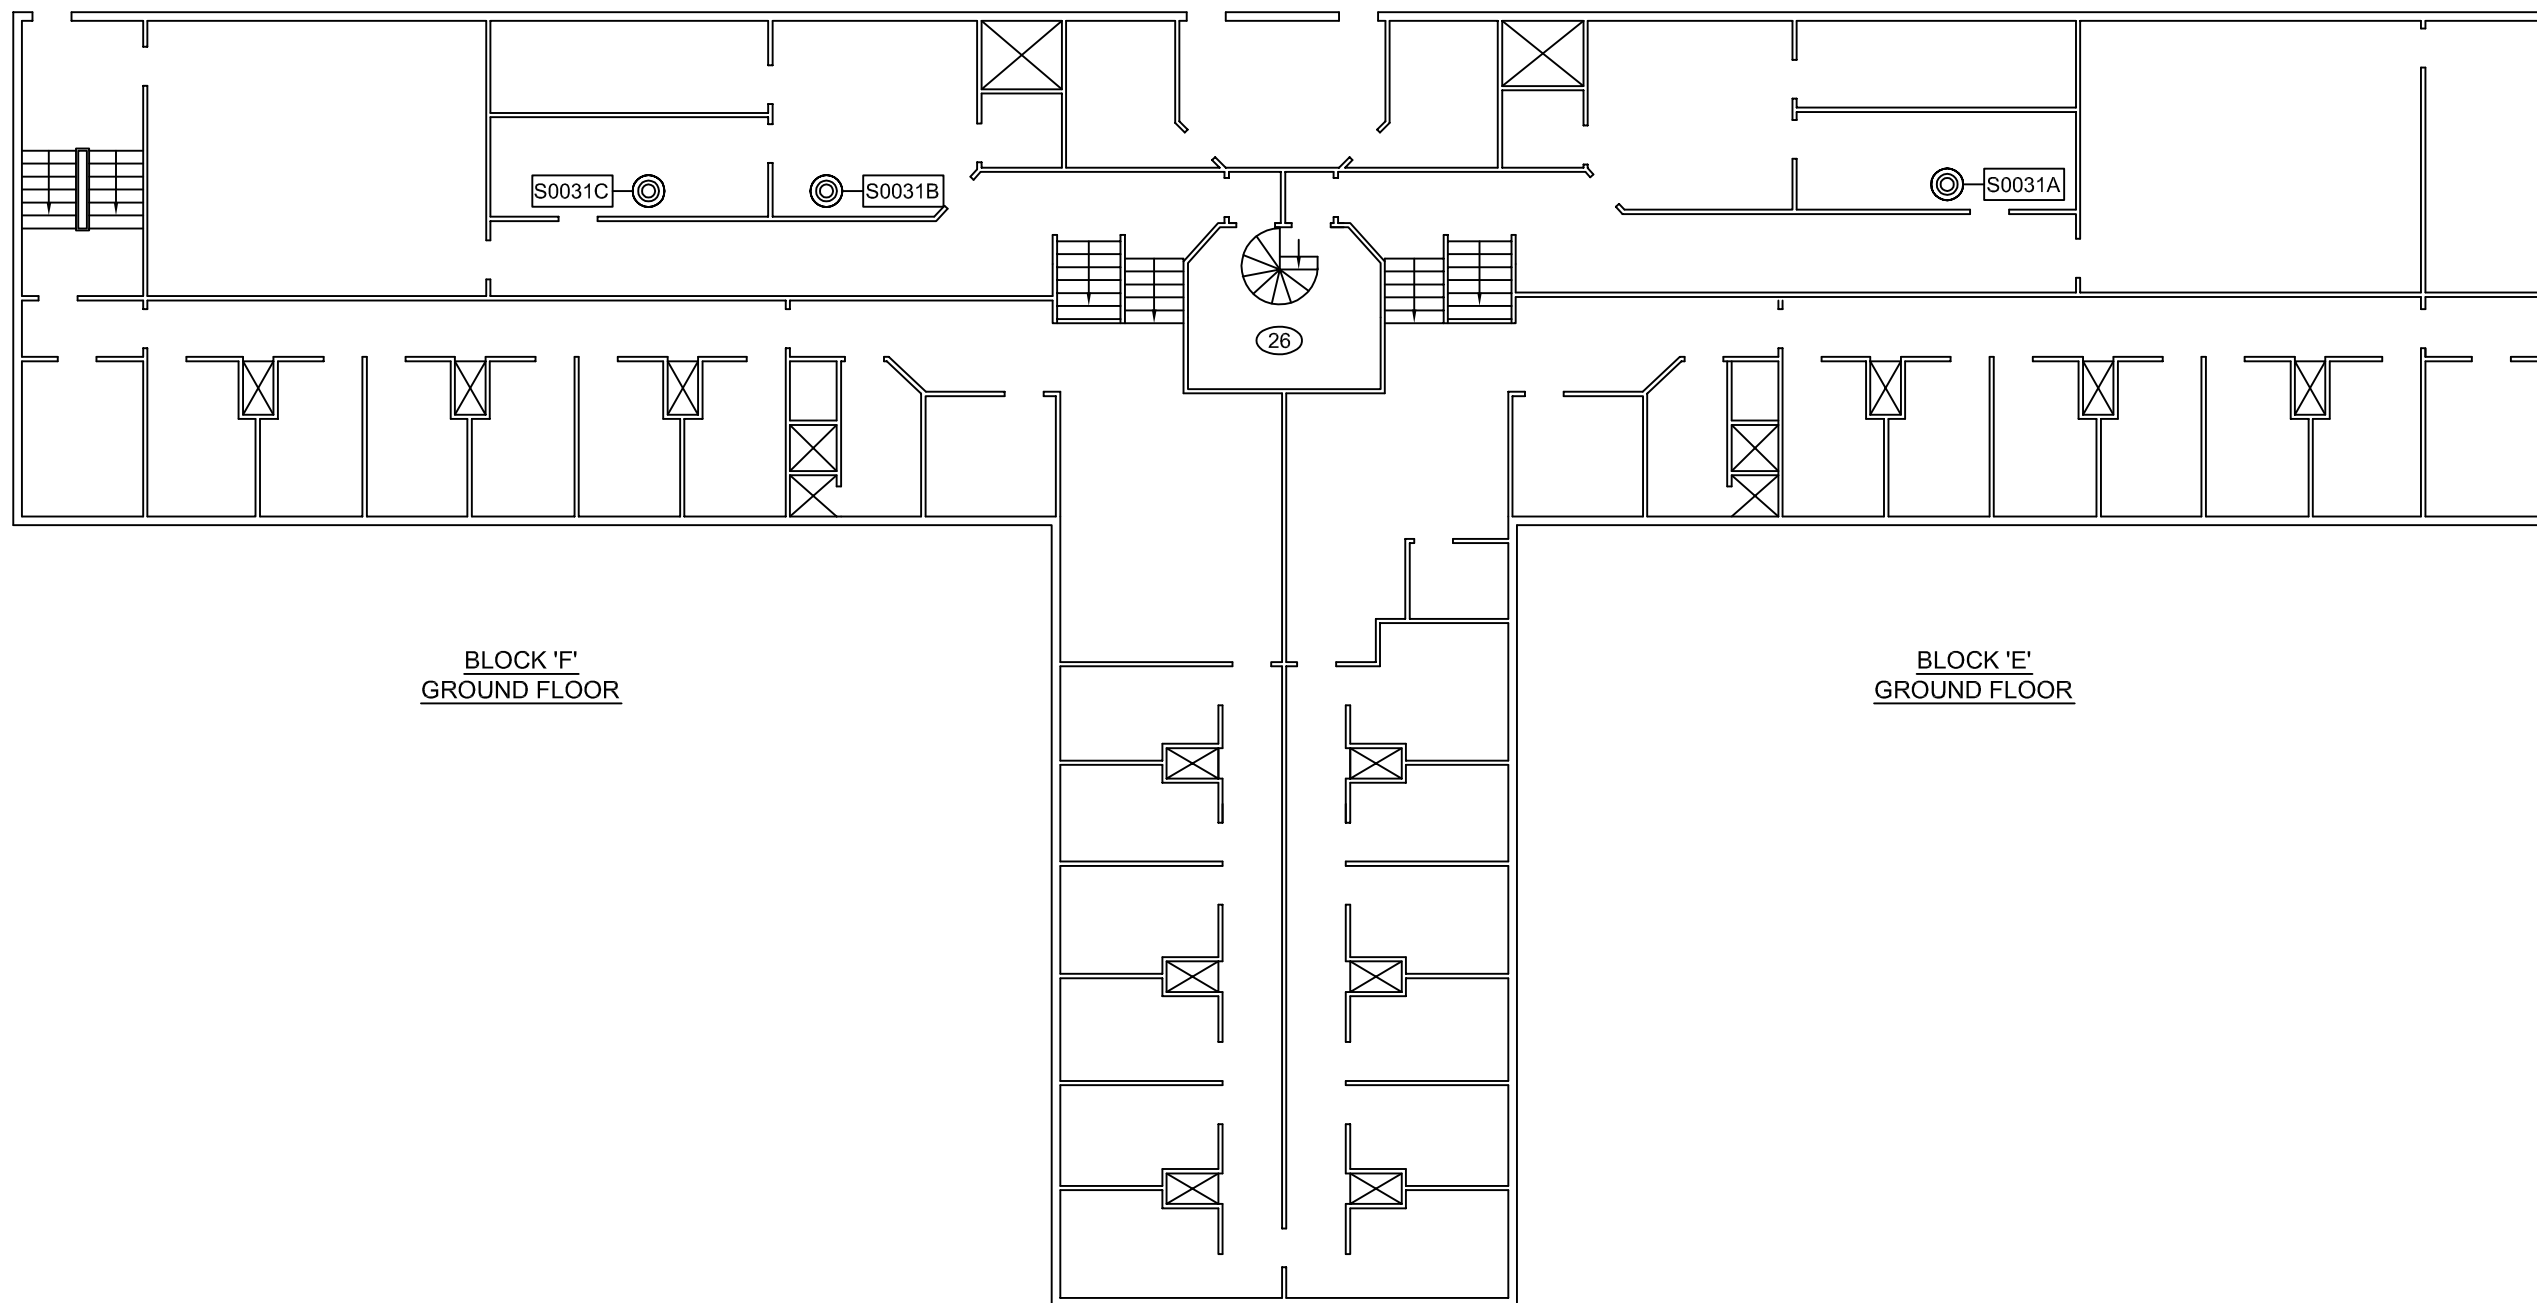 S0031C
S0031B
S0031A
26
BLOCK 'F'
GROUND FLOOR
BLOCK 'E'
GROUND FLOOR